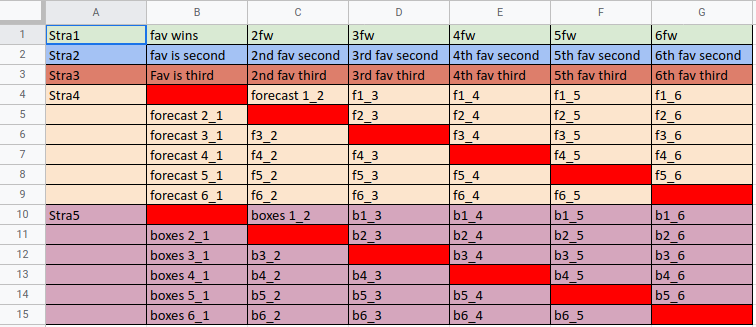 A B C D E F G
1 Stra1 fav wins 2fw 3fw 4fw 5fw 6fw
2 Stra2 fav is second 2nd fav second 3rd fav second 4th fav second 5th fav second 6th fav second
3 Stra3 Fav is third 2nd fav third 3rd fav third 4th fav third 5th fav third 6th fav third
4 Stra4 forecast 1_2 f1_3 f1_4 f1_5 f1_6
5 forecast 2_1 f2_3 f2_4 f2_5 f2_6
6 forecast 3_1 f3_2 f3_4 f3_5 f3_6
7 forecast 4_1 f4_2 f4_3 f4_5 f4_6
8 forecast 5_1 f5_2 f5_3 f5_4 f5_6
9 forecast 6_1 f6_2 f6_3 f6_4 f6_5
10 Stra5 boxes 1_2 b1_3 b1_4 b1_5 b1_6
11 boxes 2_1 b2_3 b2_4 b2_5 b2_6
12 boxes 3_1 b3_2 b3_4 b3_5 b3_6
13 boxes 4_1 b4_2 b4_3 b4_5 b4_6
14 boxes 5_1 b5_2 b5_3 b5_4 b5_6
15 boxes 6_1 b6_2 b6_3 b6_4 b6_5